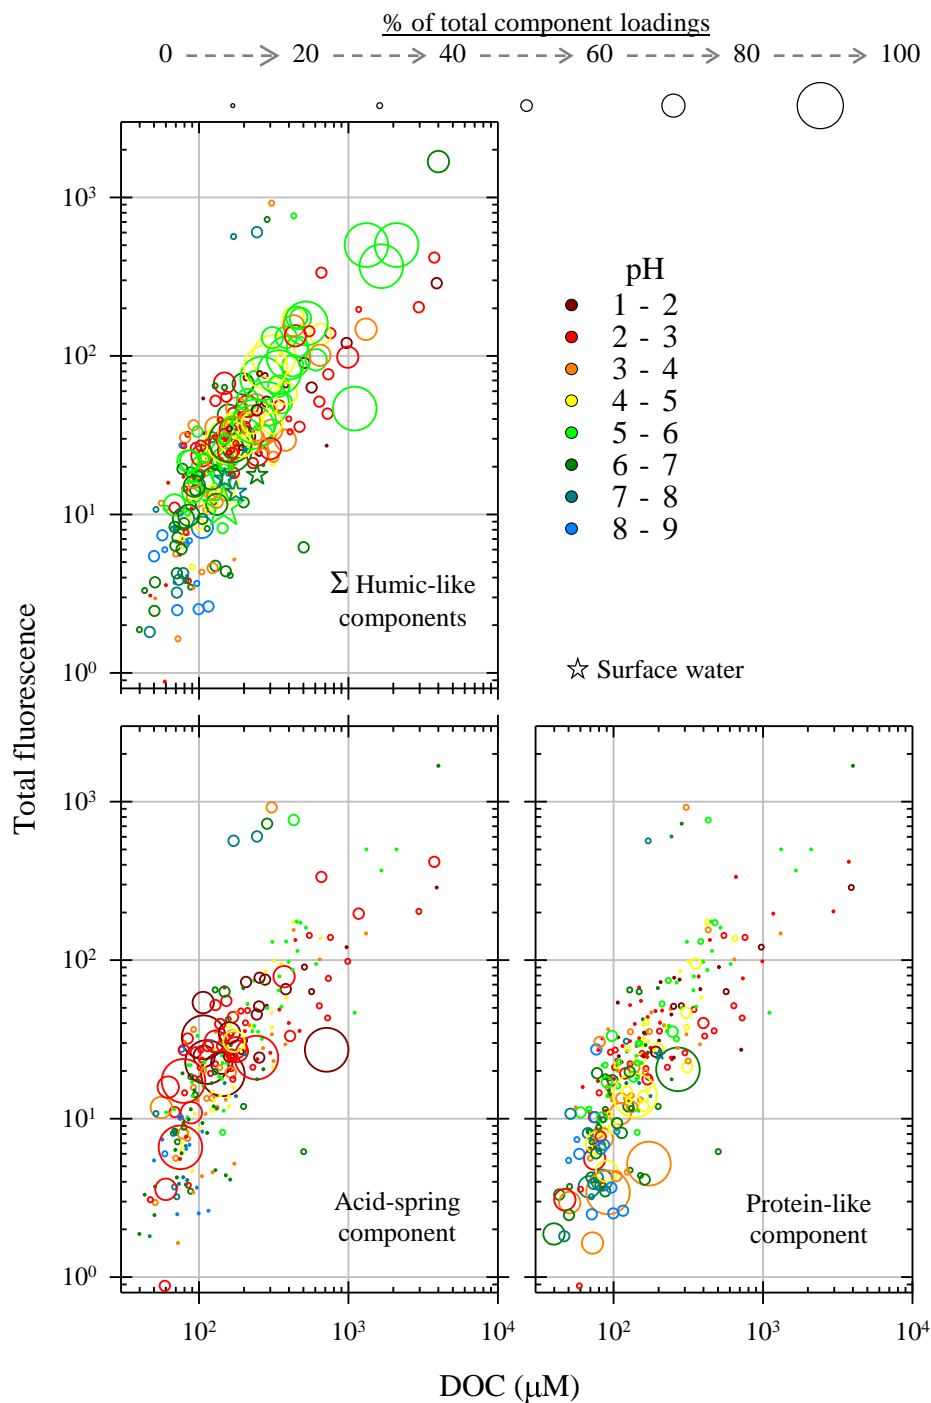 % of total component loadings
0 20 40 60 80 100
10³
10²
10¹
10⁰
Σ Humic-like
components
pH
1 - 2
2 - 3
3 - 4
4 - 5
5 - 6
6 - 7
7 - 8
8 - 9
Surface water
Total fluorescence
10³
10²
10¹
10⁰
Acid-spring
component
Protein-like
component
10² 10³ 10⁴ 10² 10³ 10⁴
DOC (µM)